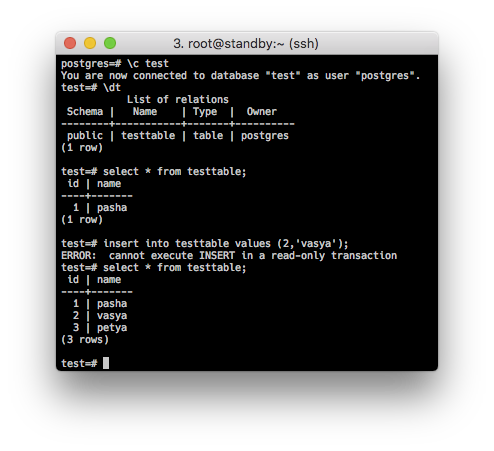 3. root@standby:~ (ssh)
postgres=# \c test
You are now connected to database "test" as user "postgres".
test=# \dt
           List of relations
 Schema |   Name    | Type  |  Owner
--------+-----------+-------+----------
 public | testtable | table | postgres
(1 row)

test=# select * from testtable;
 id | name
----+-------
  1 | pasha
(1 row)

test=# insert into testtable values (2,'vasya');
ERROR:  cannot execute INSERT in a read-only transaction
test=# select * from testtable;
 id | name
----+-------
  1 | pasha
  2 | vasya
  3 | petya
(3 rows)

test=#